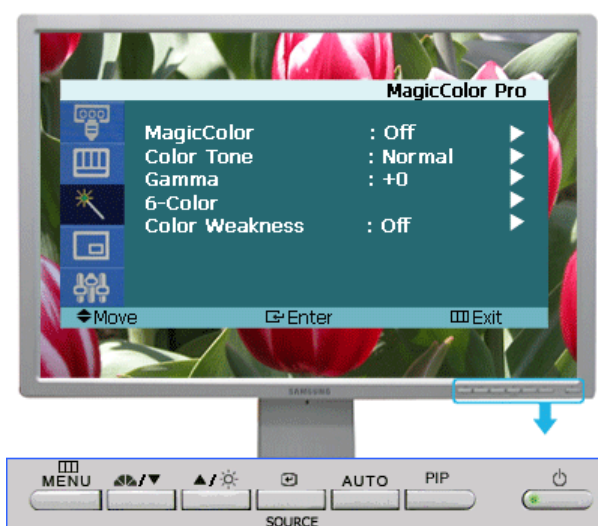 MagicColor Pro
MagicColor : Off
Color Tone : Normal
Gamma : +0
6-Color
Color Weakness : Off
Move Enter Exit
SAMSUNG
MENU AUTO PIP
SOURCE